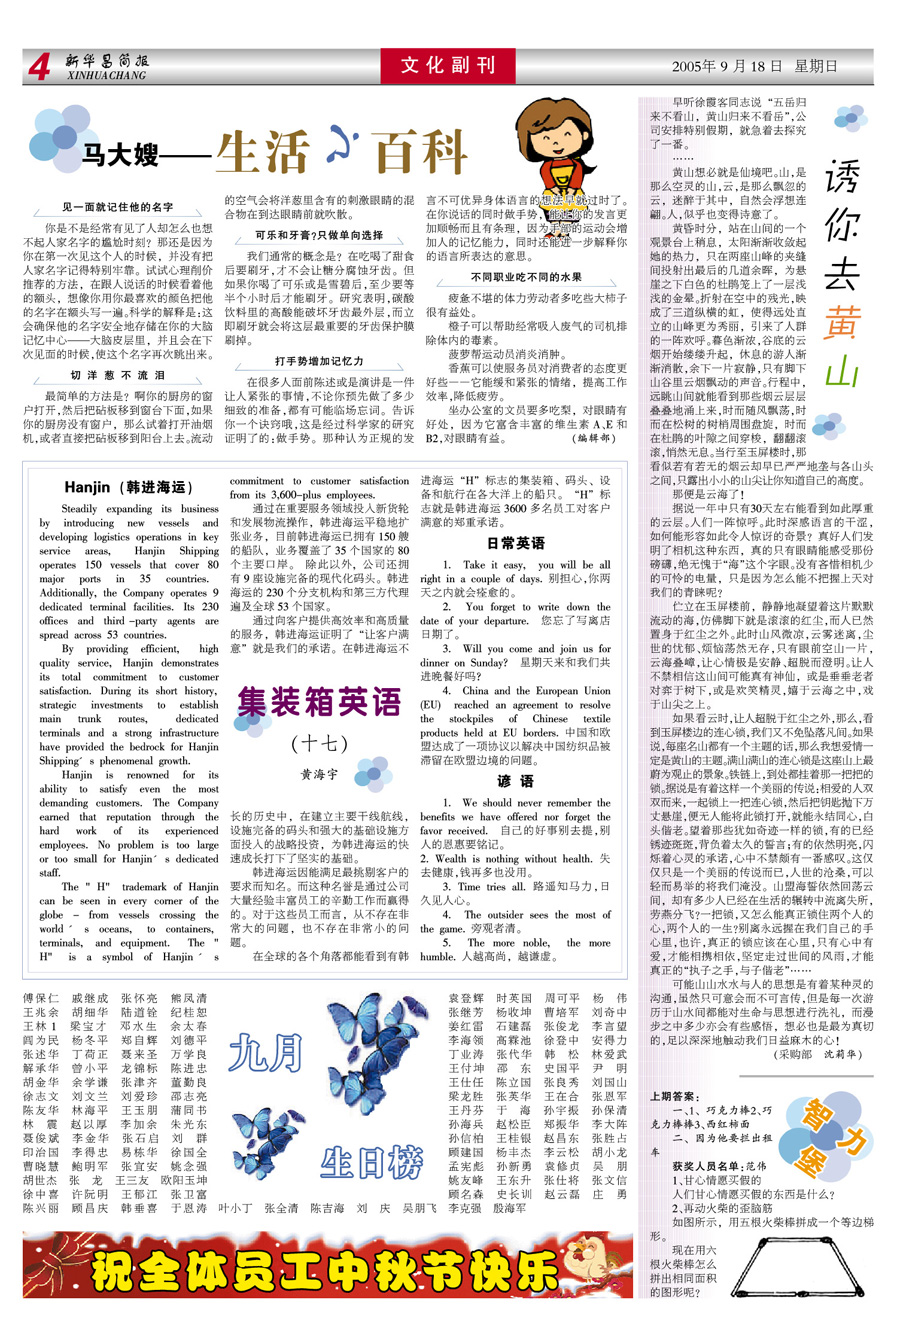 4
新华昌简报
XINHUACHANG
文化副刊
2005年 9 月 18 日 星期日
马大嫂——生活小百科
见一面就记住他的名字
你是不是经常有见了人却怎么也想
不起人家名字的尴尬时刻？那还是因为
你在第一次见这个人的时候，并没有把
人家名字记得特别牢靠。试试心理削价
推荐的方法，在跟人说话的时候看着他
的额头，想像你用你最喜欢的颜色把他
的名字在额头写一遍。科学的解释是：这
会确保他的名字安全地存储在你的大脑
记忆中心——大脑皮层里，并且会在下
次见面的时候，使这个名字再次跳出来。
切 洋 葱 不 流 泪
最简单的方法是？啊你的厨房的窗
户打开，然后把砧板移到窗台下面，如果
你的厨房没有窗户，那么试着打开油烟
机，或者直接把砧板移到阳台上去。流动
的空气会将洋葱里含有的刺激眼睛的混
合物在到达眼睛前就吹散。
可乐和牙膏？只做单向选择
我们通常的概念是？在吃喝了甜食
后要刷牙，才不会让糖分腐蚀牙齿。但
如果你喝了可乐或是雪碧后，至少要等
半个小时后才能刷牙。研究表明，碳酸
饮料里的高酸能破坏牙齿最外层，而立
即刷牙就会将这层最重要的牙齿保护膜
刷掉。
打手势增加记忆力
在很多人面前陈述或是演讲是一件
让人紧张的事情，不论你预先做了多少
细致的准备，都有可能临场忘词。告诉
你一个诀窍哦，这是经过科学家的研究
证明了的：做手势。那种认为正规的发
言不可优异身体语言的想法早就过时了。
在你说话的同时做手势，能让你的发言更
加顺畅而且有条理，因为手部的运动会增
加人的记忆能力，同时还能进一步解释你
的语言所表达的意思。
不同职业吃不同的水果
疲惫不堪的体力劳动者多吃些大柿子
很有益处。
橙子可以帮助经常吸入废气的司机排
除体内的毒素。
菠萝帮运动员消炎消肿。
香蕉可以使服务员对消费者的态度更
好些——它能缓和紧张的情绪，提高工作
效率，降低疲劳。
坐办公室的文员要多吃梨，对眼睛有
好处，因为它富含丰富的维生素 A、E 和
B2，对眼睛有益。 （编辑部）
Hanjin（韩进海运）
Steadily expanding its business
by introducing new vessels and
developing logistics operations in key
service areas, Hanjin Shipping
operates 150 vessels that cover 80
major ports in 35 countries.
Additionally, the Company operates 9
dedicated terminal facilities. Its 230
offices and third -party agents are
spread across 53 countries.
By providing efficient, high
quality service, Hanjin demonstrates
its total commitment to customer
satisfaction. During its short history,
strategic investments to establish
main trunk routes, dedicated
terminals and a strong infrastructure
have provided the bedrock for Hanjin
Shipping´s phenomenal growth.
Hanjin is renowned for its
ability to satisfy even the most
demanding customers. The Company
earned that reputation through the
hard work of its experienced
employees. No problem is too large
or too small for Hanjin´s dedicated
staff.
The " H" trademark of Hanjin
can be seen in every corner of the
globe - from vessels crossing the
world´s oceans, to containers,
terminals, and equipment. The "
H" is a symbol of Hanjin´s
commitment to customer satisfaction
from its 3,600-plus employees.
通过在重要服务领域投入新货轮
和发展物流操作，韩进海运平稳地扩
张业务，目前韩进海运已拥有 150 艘
的船队，业务覆盖了 35 个国家的 80
个主要口岸。 除此以外，公司还拥
有 9 座设施完备的现代化码头。韩进
海运的 230 个分支机构和第三方代理
遍及全球 53 个国家。
通过向客户提供高效率和高质量
的服务，韩进海运证明了“让客户满
意”就是我们的承诺。在韩进海运不
集装箱英语
（十七）
黄海宇
长的历史中，在建立主要干线航线，
设施完备的码头和强大的基础设施方
面投入的战略投资，为韩进海运的快
速成长打下了坚实的基础。
韩进海运因能满足最挑剔客户的
要求而知名。而这种名誉是通过公司
大量经验丰富员工的辛勤工作而赢得
的。对于这些员工而言，从不存在非
常大的问题，也不存在非常小的问
题。
在全球的各个角落都能看到有韩
进海运“H”标志的集装箱、码头、设
备和航行在各大洋上的船只。“H”标
志就是韩进海运 3600 多名员工对客户
满意的郑重承诺。
日常英语
1. Take it easy, you will be all
right in a couple of days. 别担心，你两
天之内就会痊愈的。
2. You forget to write down the
date of your departure. 您忘了写离店
日期了。
3. Will you come and join us for
dinner on Sunday? 星期天来和我们共
进晚餐好吗？
4. China and the European Union
(EU) reached an agreement to resolve
the stockpiles of Chinese textile
products held at EU borders. 中国和欧
盟达成了一项协议以解决中国纺织品被
滞留在欧盟边境的问题。
谚 语
1. We should never remember the
benefits we have offered nor forget the
favor received. 自己的好事别去提，别
人的恩惠要铭记。
2. Wealth is nothing without health. 失
去健康，钱再多也没用。
3. Time tries all. 路遥知马力，日
久见人心。
4. The outsider sees the most of
the game. 旁观者清。
5. The more noble, the more
humble. 人越高尚，越谦虚。
诱你去黄山
早听徐霞客同志说“五岳归
来不看山，黄山归来不看岳”，公
司安排特别假期，就急着去探究
了一番。
……
黄山想必就是仙境吧。山，是
那么空灵的山，云，是那么飘忽的
云，迷醉于其中，自然会浮想连
翩。人，似乎也变得诗意了。
黄昏时分，站在山间的一个
观景台上稍息，太阳渐渐收敛起
她的热力，只在两座山峰的夹缝
间投射出最后的几道余晖，为悬
崖之下白色的杜鹃笼上了一层浅
浅的金晕。折射在空中的残光，映
成了三道纵横的虹，使得远处直
立的山峰更为秀丽，引来了人群
的一阵欢呼。暮色渐浓，谷底的云
烟开始缕缕升起，休息的游人渐
渐消散，余下一片寂静，只有脚下
山谷里云烟飘动的声音。行程中，
远眺山间就能看到那些烟云层层
叠叠地涌上来，时而随风飘荡，时
而在松树的树梢周围盘旋，时而
在杜鹃的叶隙之间穿梭，翻翻滚
滚，悄然无息。当行至玉屏楼时，那
看似若有若无的烟云却早已严严地垄与各山头
之间，只露出小小的山尖让你知道自己的高度。
那便是云海了！
据说一年中只有30天左右能看到如此厚重
的云层。人们一阵惊呼。此时深感语言的干涩，
如何能形容如此令人惊讶的奇景？真好人们发
明了相机这种东西，真的只有眼睛能感受那份
磅礴，绝无愧于“海”这个字眼。没有吝惜相机少
的可怜的电量，只是因为怎么能不把握上天对
我们的青睐呢？
伫立在玉屏楼前，静静地凝望着这片默默
流动的海，仿佛脚下就是滚滚的红尘，而人已然
置身于红尘之外。此时山风微凉，云雾迷离，尘
世的忧郁、烦恼荡然无存，只有眼前空山一片，
云海叠嶂，让心情极是安静、超脱而澄明。让人
不禁相信这山间可能真有神仙，或是垂垂老者
对弈于树下，或是欢笑精灵，嬉于云海之中，戏
于山尖之上。
如果看云时，让人超脱于红尘之外，那么，看
到玉屏楼边的连心锁，我们又不免坠落凡间。如果
说，每座名山都有一个主题的话，那么我想爱情一
定是黄山的主题。满山满山的连心锁是这座山上最
蔚为观止的景象。铁链上，到处都挂着那一把把的
锁。据说是有着这样一个美丽的传说：相爱的人双
双而来，一起锁上一把连心锁，然后把钥匙抛下万
丈悬崖，便无人能将此锁打开，就能永结同心，白
头偕老。望着那些犹如奇迹一样的锁，有的已经
锈迹斑斑，背负着太久的誓言；有的依然明亮，闪
烁着心灵的承诺，心中不禁颇有一番感叹。这仅
仅只是一个美丽的传说而已，人世的沧桑，可以
轻而易举的将我们淹没。山盟海誓依然回荡云
间，却有多少人已经在生活的辗转中流离失所，
劳燕分飞？一把锁，又怎么能真正锁住两个人的
心，两个人的一生？别离永远握在我们自己的手
心里，也许，真正的锁应该在心里，只有心中有
爱，才能相携相依，坚定走过世间的风雨，才能
真正的“执子之手，与子偕老”……
可能山山水水与人的思想是有着某种灵的
沟通，虽然只可意会而不可言传，但是每一次游
历于山水间都能对生命与思想进行洗礼，而漫
步之中多少亦会有些感悟，想必也是最为真切
的，足以深深地触动我们日益麻木的心！
（采购部 沈莉华）
傅保仁 戚继成 张怀亮 熊凤清
王兆余 胡细华 陆道铨 纪桂恕
王林 1 梁宝才 邓水生 余太春
闾为民 杨冬平 郑自辉 刘德平
张述华 丁荷正 聂来圣 万学良
解承华 曾小平 龙锦标 陈进忠
胡金华 余学谦 张津齐 董勤良
徐志文 刘文兰 刘爱珍 邵志亮
陈友华 林海平 王玉朋 蒲同书
林 震 赵以厚 李加余 朱光东
聂俊斌 李金华 张石启 刘 群
印治国 李得忠 易栋华 徐国全
曹晓慧 鲍明军 张宜安 姚念强
胡世杰 张 龙 王三友 欧阳玉坤
徐中喜 许阮明 王郁江 张卫富
陈兴丽 顾昌庆 韩垂喜 于恩涛 叶小丁 张全清 陈吉海 刘 庆 吴朋飞 李克强 殷海军
九月
生日榜
袁登辉 时英国 周可平 杨 伟
张继芳 杨收坤 曹培军 刘奇中
姜红雷 石建磊 张俊龙 李言望
李海领 高霖池 徐登中 安得力
丁业涛 张代华 韩 松 林爱武
王付坤 邵 东 史国平 尹 明
王仕任 陈立国 张良秀 刘国山
梁龙胜 张英华 王在合 张恩军
王丹芬 于 海 孙宇振 孙保清
孙海兵 赵松臣 郑振华 李大阵
孙信柏 王桂银 赵昌东 张胜占
顾建国 杨丰杰 李云松 胡小龙
孟宪彪 孙新勇 袁修贞 吴 朋
姚友峰 王东升 张仕将 张文信
顾名森 史长训 赵云磊 庄 勇
祝全体员工中秋节快乐
智力堡
上期答案：
一、1、巧克力棒2、巧
克力棒棒3、西红柿面
二、因为他要拦出租
车
获奖人员名单：范伟
1、甘心情愿买假的
人们甘心情愿买假的东西是什么？
2、再动火柴的歪脑筋
如图所示，用五根火柴棒拼成一个等边梯
形。
现在用六
根火柴棒怎么
拼出相同面积
的图形呢？